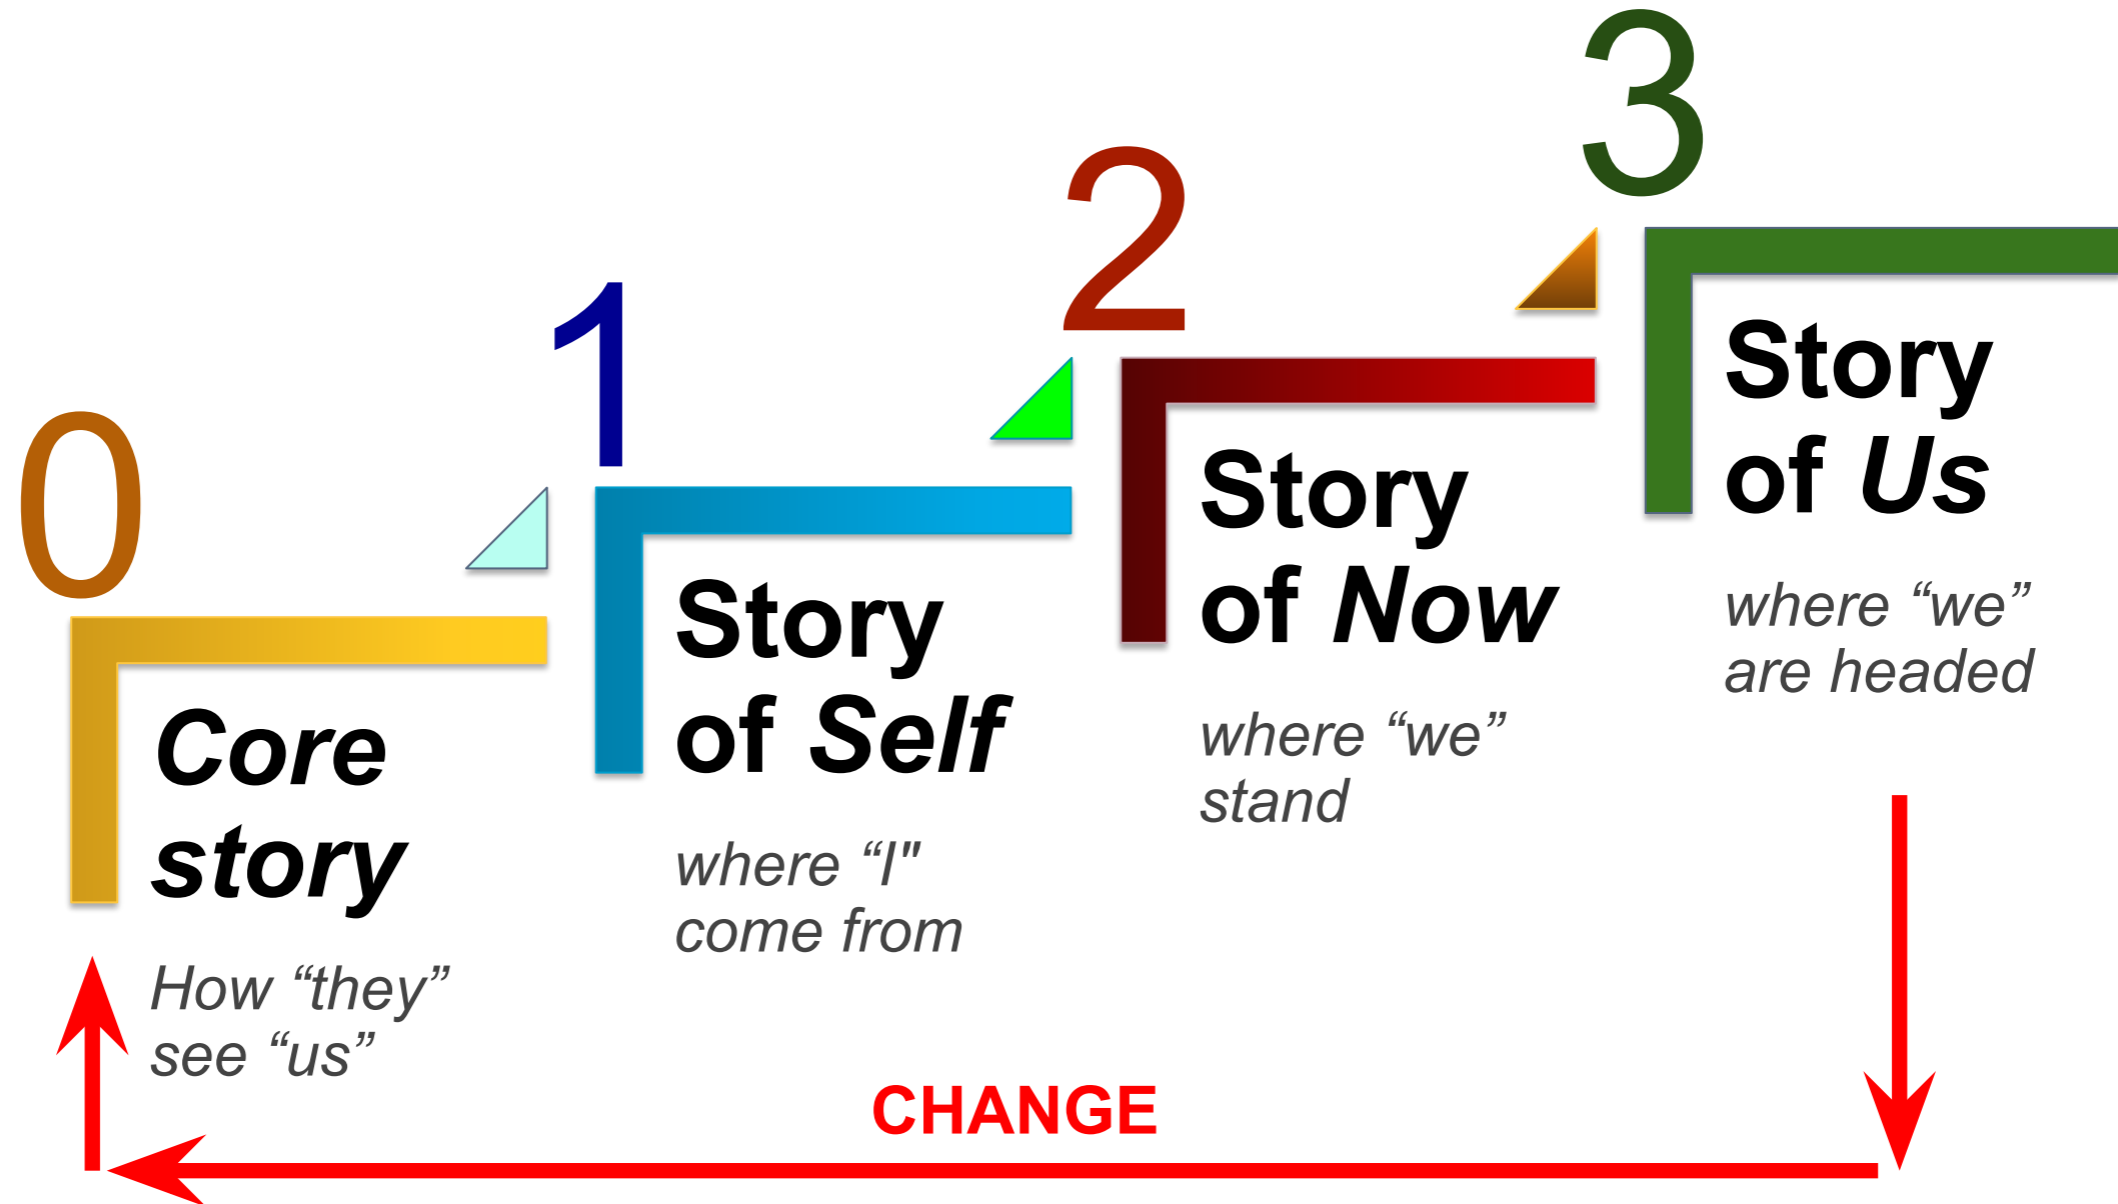 0
Core
story
How “they”
see “us”
1
Story
of Self
where “I"
come from
2
Story
of Now
where “we”
stand
3
Story
of Us
where “we”
are headed
CHANGE